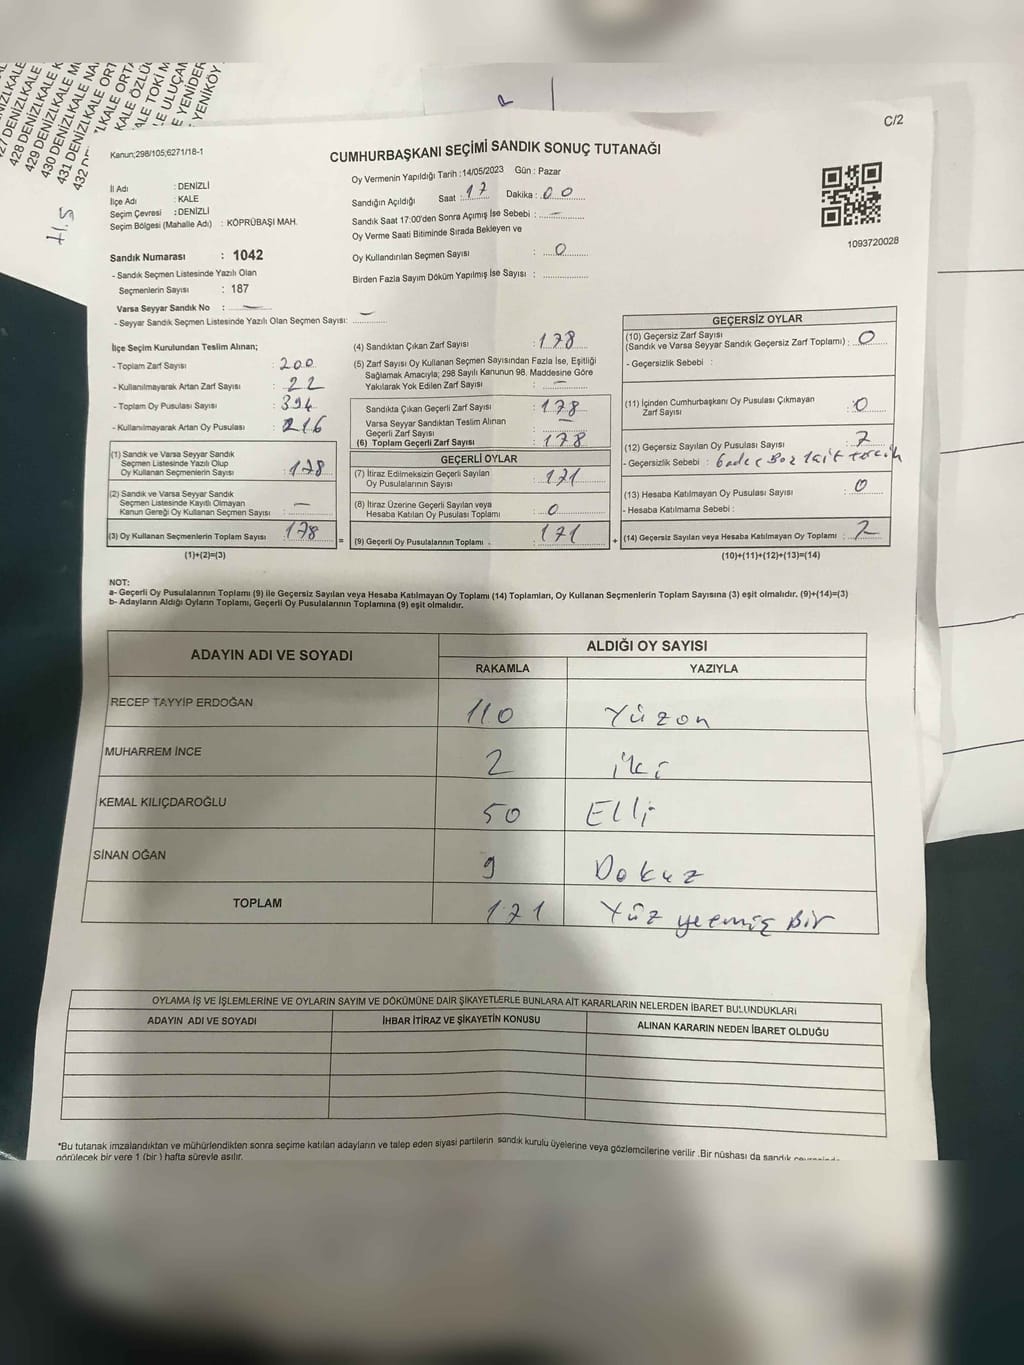 428 DENİZLİKALE
429 DENİZLİKALE
430 DENİZLİKALE
431 DENİZLİKALE
H.S
C/2
Kanun;298/105;6271/18-1
CUMHURBAŞKANI SEÇİMİ SANDIK SONUÇ TUTANAĞI
Oy Vermenin Yapıldığı Tarih :14/05/2023 Gün : Pazar
İl Adı : DENİZLİ
İlçe Adı : KALE
Seçim Çevresi : DENİZLİ
Seçim Bölgesi (Mahalle Adı) : KÖPRÜBAŞI MAH.
Sandığın Açıldığı Saat : 17 Dakika : 00
Sandık Saat 17:00'den Sonra Açımış İse Sebebi : —
Oy Verme Saati Bitiminde Sırada Bekleyen ve
Oy Kullandırılan Seçmen Sayısı : 0
Birden Fazla Sayım Döküm Yapılmış İse Sayısı :
1093720028
Sandık Numarası : 1042
- Sandık Seçmen Listesinde Yazılı Olan
Seçmenlerin Sayısı : 187
Varsa Seyyar Sandık No : —
- Seyyar Sandık Seçmen Listesinde Yazılı Olan Seçmen Sayısı: —
İlçe Seçim Kurulundan Teslim Alınan;
- Toplam Zarf Sayısı : 200
- Kullanılmayarak Artan Zarf Sayısı : 22
- Toplam Oy Pusulası Sayısı : 394
- Kullanılmayarak Artan Oy Pusulası : 216
(1) Sandık ve Varsa Seyyar Sandık
Seçmen Listesinde Yazılı Olup
Oy Kullanan Seçmenlerin Sayısı : 178
(2) Sandık ve Varsa Seyyar Sandık
Seçmen Listesinde Kayıtlı Olmayan
Kanun Gereği Oy Kullanan Seçmen Sayısı : —
(3) Oy Kullanan Seçmenlerin Toplam Sayısı : 178
(1)+(2)=(3)
(4) Sandıktan Çıkan Zarf Sayısı : 178
(5) Zarf Sayısı Oy Kullanan Seçmen Sayısından Fazla İse, Eşitliği
Sağlamak Amacıyla; 298 Sayılı Kanunun 98. Maddesine Göre
Yakılarak Yok Edilen Zarf Sayısı : —
Sandıkta Çıkan Geçerli Zarf Sayısı : 178
Varsa Seyyar Sandıktan Teslim Alınan
Geçerli Zarf Sayısı : —
(6) Toplam Geçerli Zarf Sayısı : 178
GEÇERLİ OYLAR
(7) İtiraz Edilmeksizin Geçerli Sayılan
Oy Pusulalarının Sayısı : 171
(8) İtiraz Üzerine Geçerli Sayılan veya
Hesaba Katılan Oy Pusulası Toplamı : 0
= (9) Geçerli Oy Pusulalarının Toplamı : 171
GEÇERSİZ OYLAR
(10) Geçersiz Zarf Sayısı
(Sandık ve Varsa Seyyar Sandık Geçersiz Zarf Toplamı) : 0
- Geçersizlik Sebebi :
(11) İçinden Cumhurbaşkanı Oy Pusulası Çıkmayan
Zarf Sayısı : 0
(12) Geçersiz Sayılan Oy Pusulası Sayısı : 7
- Geçersizlik Sebebi : 6 adet Boz 1 çift tercih
(13) Hesaba Katılmayan Oy Pusulası Sayısı : 0
- Hesaba Katılmama Sebebi :
+ (14) Geçersiz Sayılan veya Hesaba Katılmayan Oy Toplamı : 7
(10)+(11)+(12)+(13)=(14)
NOT:
a- Geçerli Oy Pusulalarının Toplamı (9) ile Geçersiz Sayılan veya Hesaba Katılmayan Oy Toplamı (14) Toplamları, Oy Kullanan Seçmenlerin Toplam Sayısına (3) eşit olmalıdır. (9)+(14)=(3)
b- Adayların Aldığı Oyların Toplamı, Geçerli Oy Pusulalarının Toplamına (9) eşit olmalıdır.
ADAYIN ADI VE SOYADI ALDIĞI OY SAYISI
RAKAMLA YAZIYLA
RECEP TAYYİP ERDOĞAN 110 Yüzon
MUHARREM İNCE 2 iki
KEMAL KILIÇDAROĞLU 50 Elli
SİNAN OĞAN 9 Dokuz
TOPLAM 171 Yüz yetmiş Bir
OYLAMA İŞ VE İŞLEMLERİNE VE OYLARIN SAYIM VE DÖKÜMÜNE DAİR ŞİKAYETLERLE BUNLARA AİT KARARLARIN NELERDEN İBARET BULUNDUKLARI
ADAYIN ADI VE SOYADI İHBAR İTİRAZ VE ŞİKAYETİN KONUSU ALINAN KARARIN NEDEN İBARET OLDUĞU
*Bu tutanak imzalandıktan ve mühürlendikten sonra seçime katılan adayların ve talep eden siyasi partilerin sandık kurulu üyelerine veya gözlemcilerine verilir .Bir nüshası da sandık
görülecek bir yere 1 (bir ) hafta süreyle asılır.